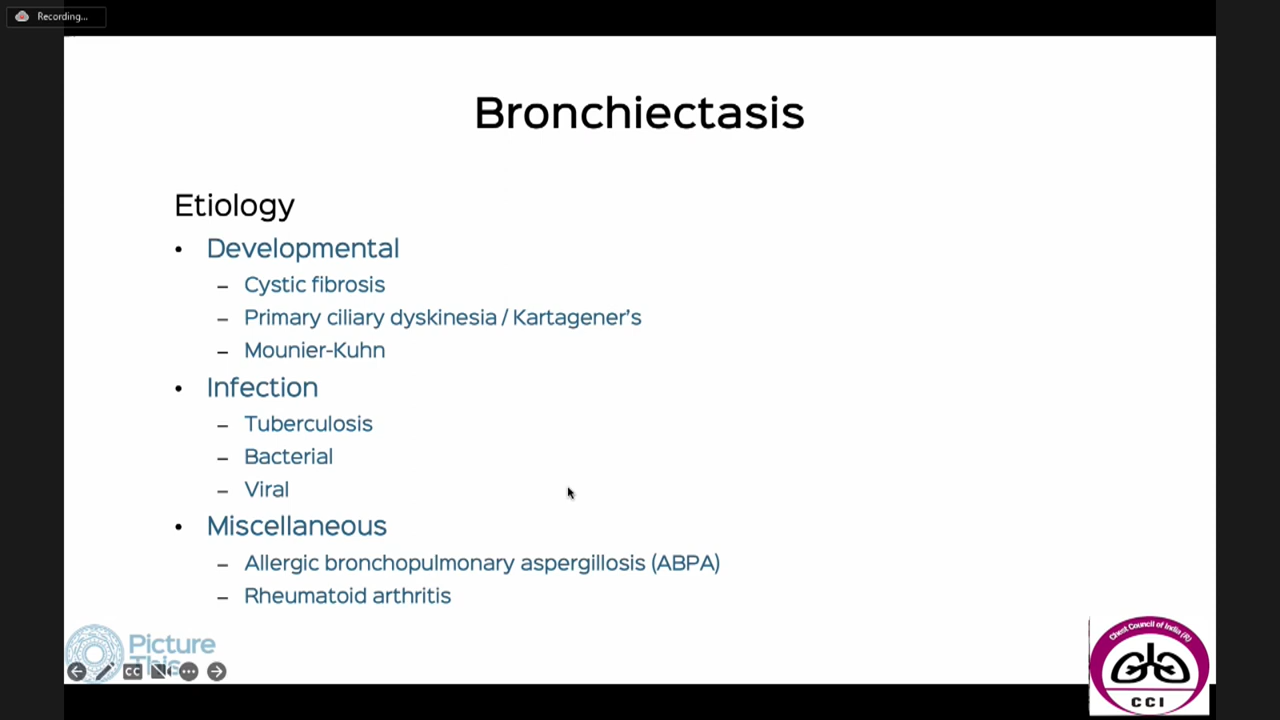 Recording...
Bronchiectasis
Etiology
• Developmental
– Cystic fibrosis
– Primary ciliary dyskinesia / Kartagener’s
– Mounier-Kuhn
• Infection
– Tuberculosis
– Bacterial
– Viral
• Miscellaneous
– Allergic bronchopulmonary aspergillosis (ABPA)
– Rheumatoid arthritis
Picture
This
CC
Chest Council of India (R)
CCI